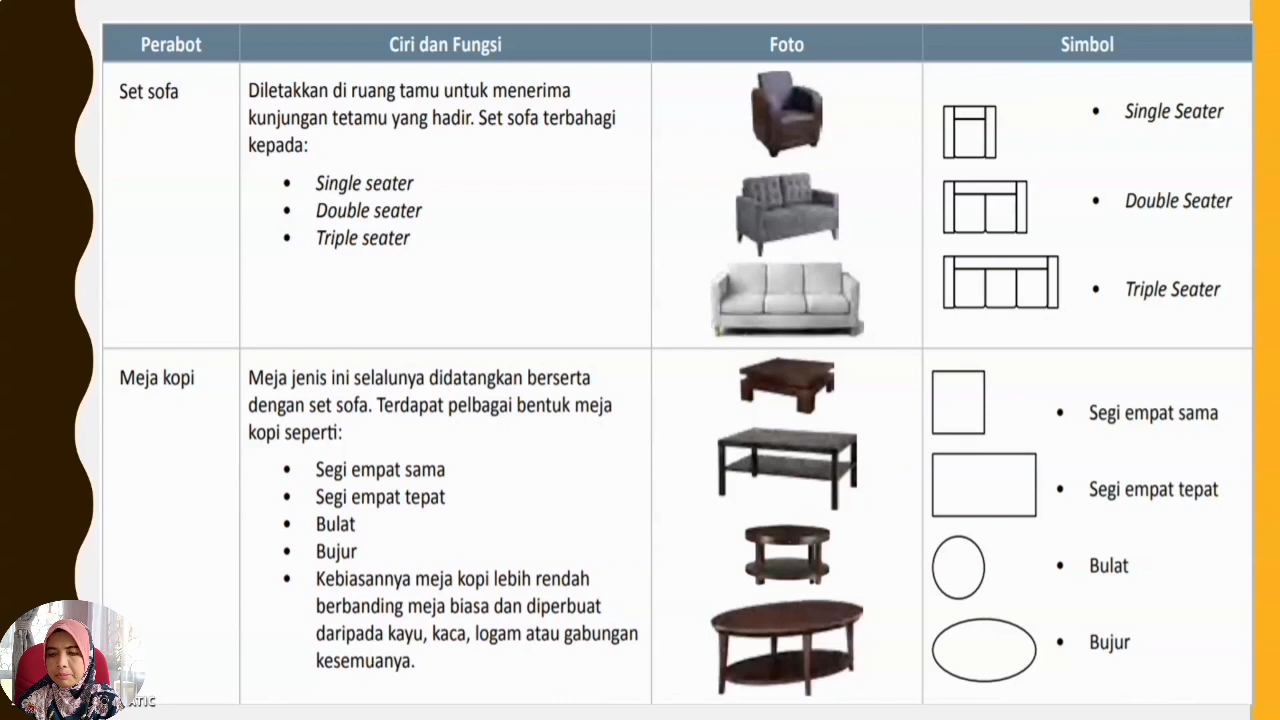 Perabot
Ciri dan Fungsi
Foto
Simbol
Set sofa
Diletakkan di ruang tamu untuk menerima
kunjungan tetamu yang hadir. Set sofa terbahagi
kepada:
• Single seater
• Double seater
• Triple seater
• Single Seater
• Double Seater
• Triple Seater
Meja kopi
Meja jenis ini selalunya didatangkan berserta
dengan set sofa. Terdapat pelbagai bentuk meja
kopi seperti:
• Segi empat sama
• Segi empat tepat
• Bulat
• Bujur
• Kebiasannya meja kopi lebih rendah
berbanding meja biasa dan diperbuat
daripada kayu, kaca, logam atau gabungan
kesemuanya.
• Segi empat sama
• Segi empat tepat
• Bulat
• Bujur